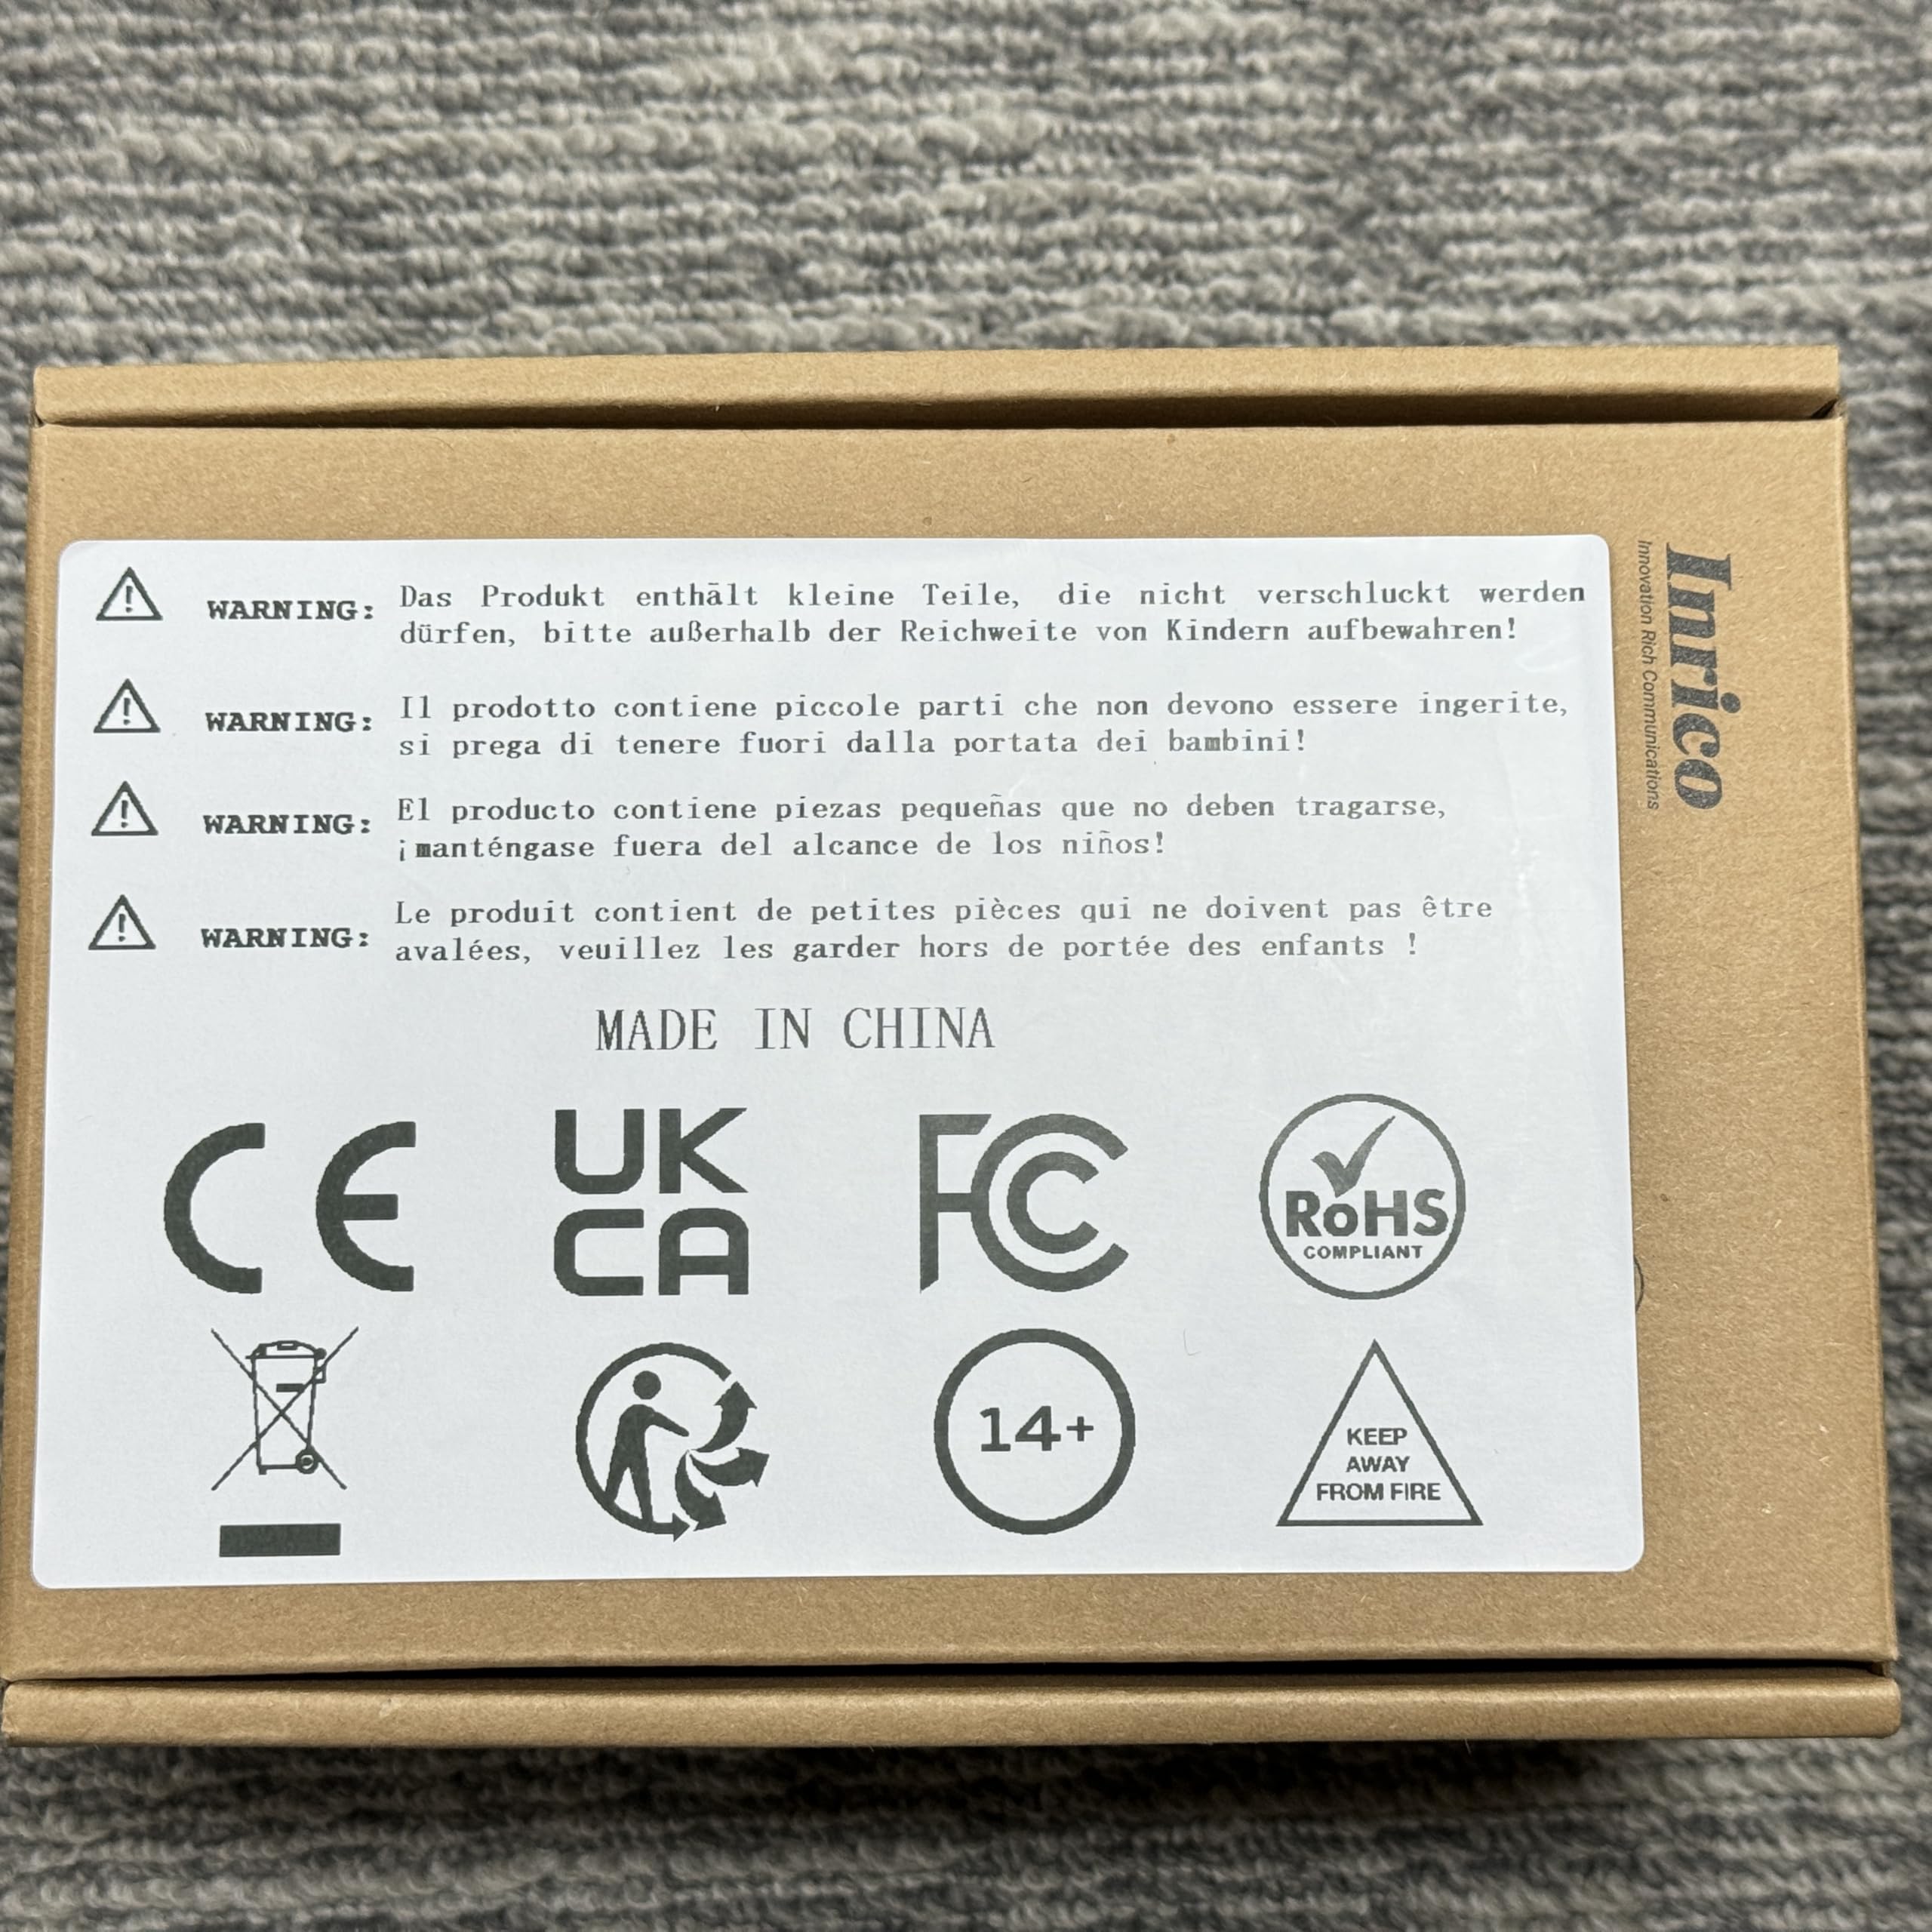 WARNING: Das Produkt enthält kleine Teile, die nicht verschluckt werden
dürfen, bitte außerhalb der Reichweite von Kindern aufbewahren!
WARNING: Il prodotto contiene piccole parti che non devono essere ingerite,
si prega di tenere fuori dalla portata dei bambini!
WARNING: El producto contiene piezas pequeñas que no deben tragarse,
¡manténgase fuera del alcance de los niños!
WARNING: Le produit contient de petites pièces qui ne doivent pas être
avalées, veuillez les garder hors de portée des enfants !
MADE IN CHINA
CE
UK
CA
FC
RoHS
COMPLIANT
14+
KEEP
AWAY
FROM FIRE
Inrico
Innovation Rich Communications